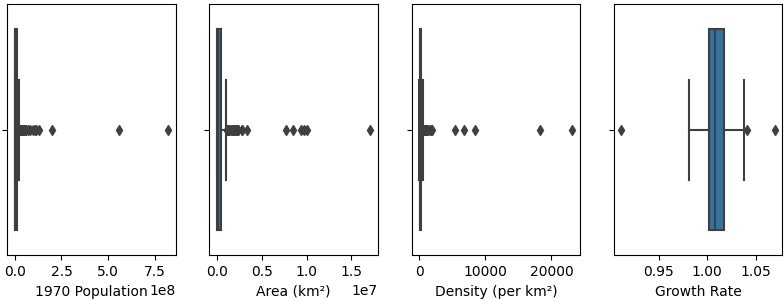 0.0 2.5 5.0 7.5 0.0 0.5 1.0 1.5 0 10000 20000 0.95 1.00 1.05
1970 Population 1e8 Area (km²) 1e7 Density (per km²) Growth Rate